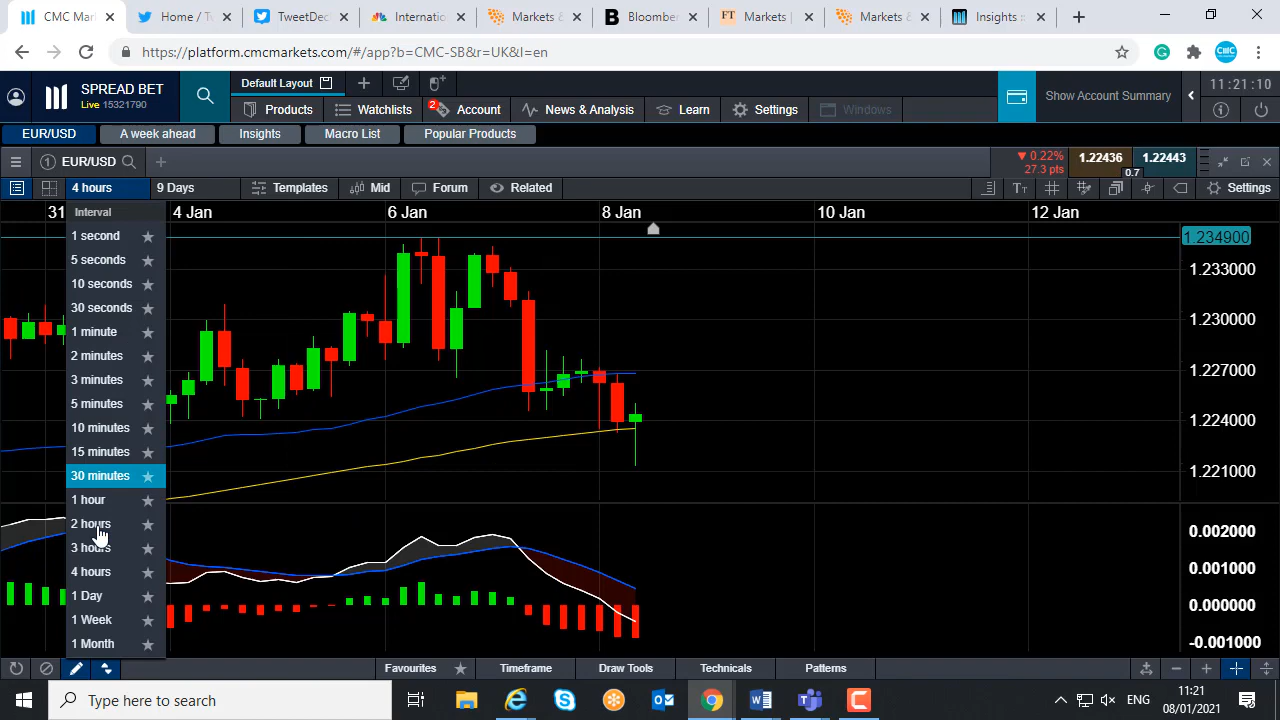 CMC Mar
Home / Tw
TweetDec
Internatio
Markets &
Bloomber
FT Markets |
Markets &
Insights ::
https://platform.cmcmarkets.com/#/app?b=CMC-SB&r=UK&l=en
SPREAD BET
Live 15321790
Default Layout
Products
Watchlists
2 Account
News & Analysis
Learn
Settings
Windows
Show Account Summary
11:21:10
EUR/USD
A week ahead
Insights
Macro List
Popular Products
1 EUR/USD
0.22%
27.3 pts
1.22436
0.7
1.22443
4 hours
9 Days
Templates
Mid
Forum
Related
Settings
31
4 Jan
6 Jan
8 Jan
10 Jan
12 Jan
Interval
1 second
5 seconds
10 seconds
30 seconds
1 minute
2 minutes
3 minutes
5 minutes
10 minutes
15 minutes
30 minutes
1 hour
2 hours
3 hours
4 hours
1 Day
1 Week
1 Month
1.234900
1.233000
1.230000
1.227000
1.224000
1.221000
0.002000
0.001000
0.000000
-0.001000
Favourites
Timeframe
Draw Tools
Technicals
Patterns
Type here to search
ENG
11:21
08/01/2021